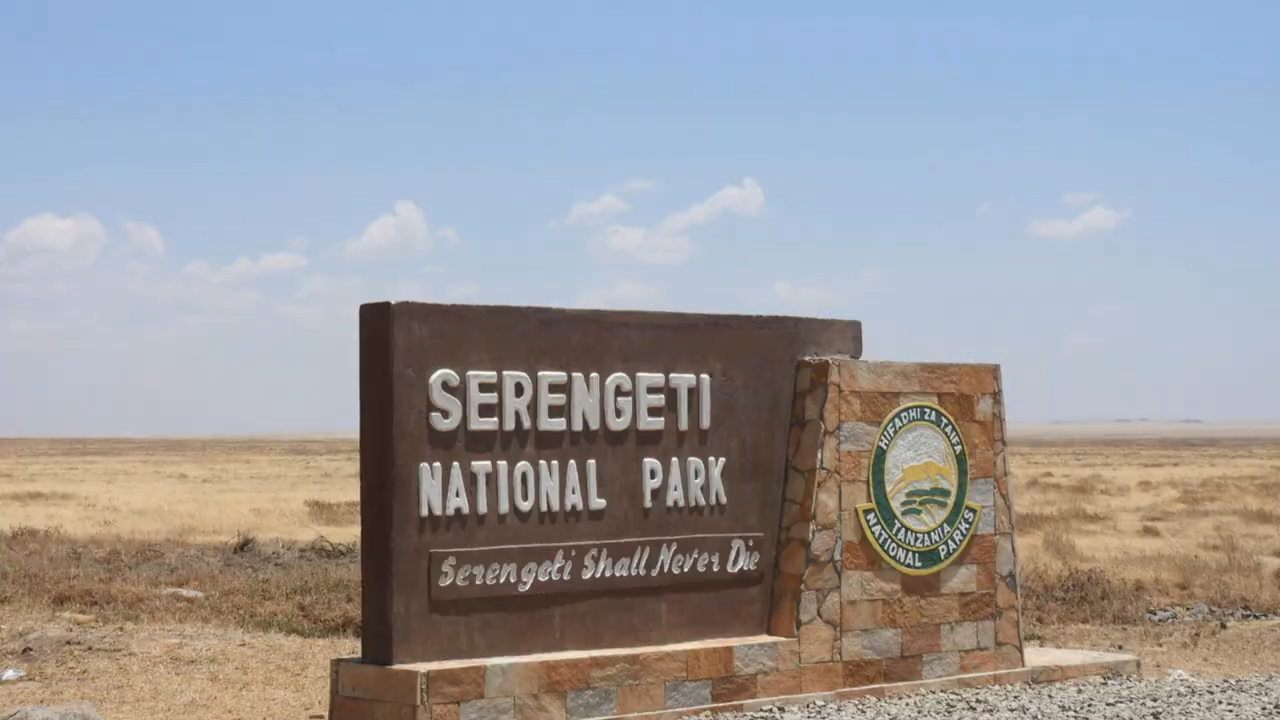 SERENGETI
NATIONAL PARK
Serengeti Shall Never Die
HIFADHI ZA TAIFA
TANZANIA
NATIONAL PARKS